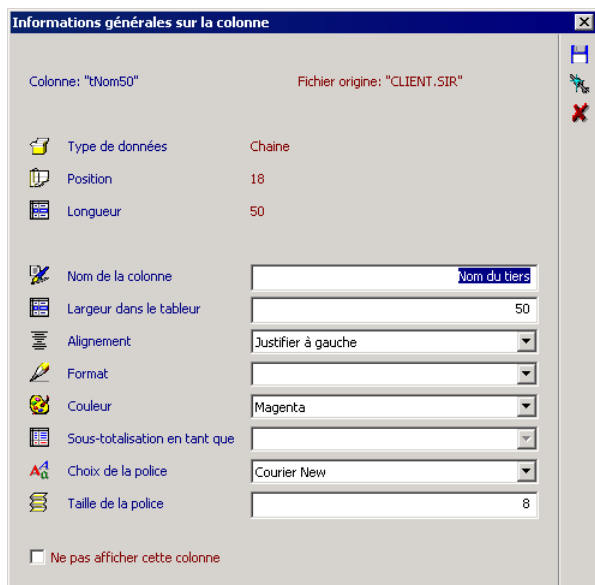 Informations générales sur la colonne
Colonne: "tNom50" Fichier origine: "CLIENT.SIR"
Type de données Chaine
Position 18
Longueur 50
Nom de la colonne Nom du tiers
Largeur dans le tableur 50
Alignement Justifier à gauche
Format
Couleur Magenta
Sous-totalisation en tant que
Choix de la police Courier New
Taille de la police 8
Ne pas afficher cette colonne